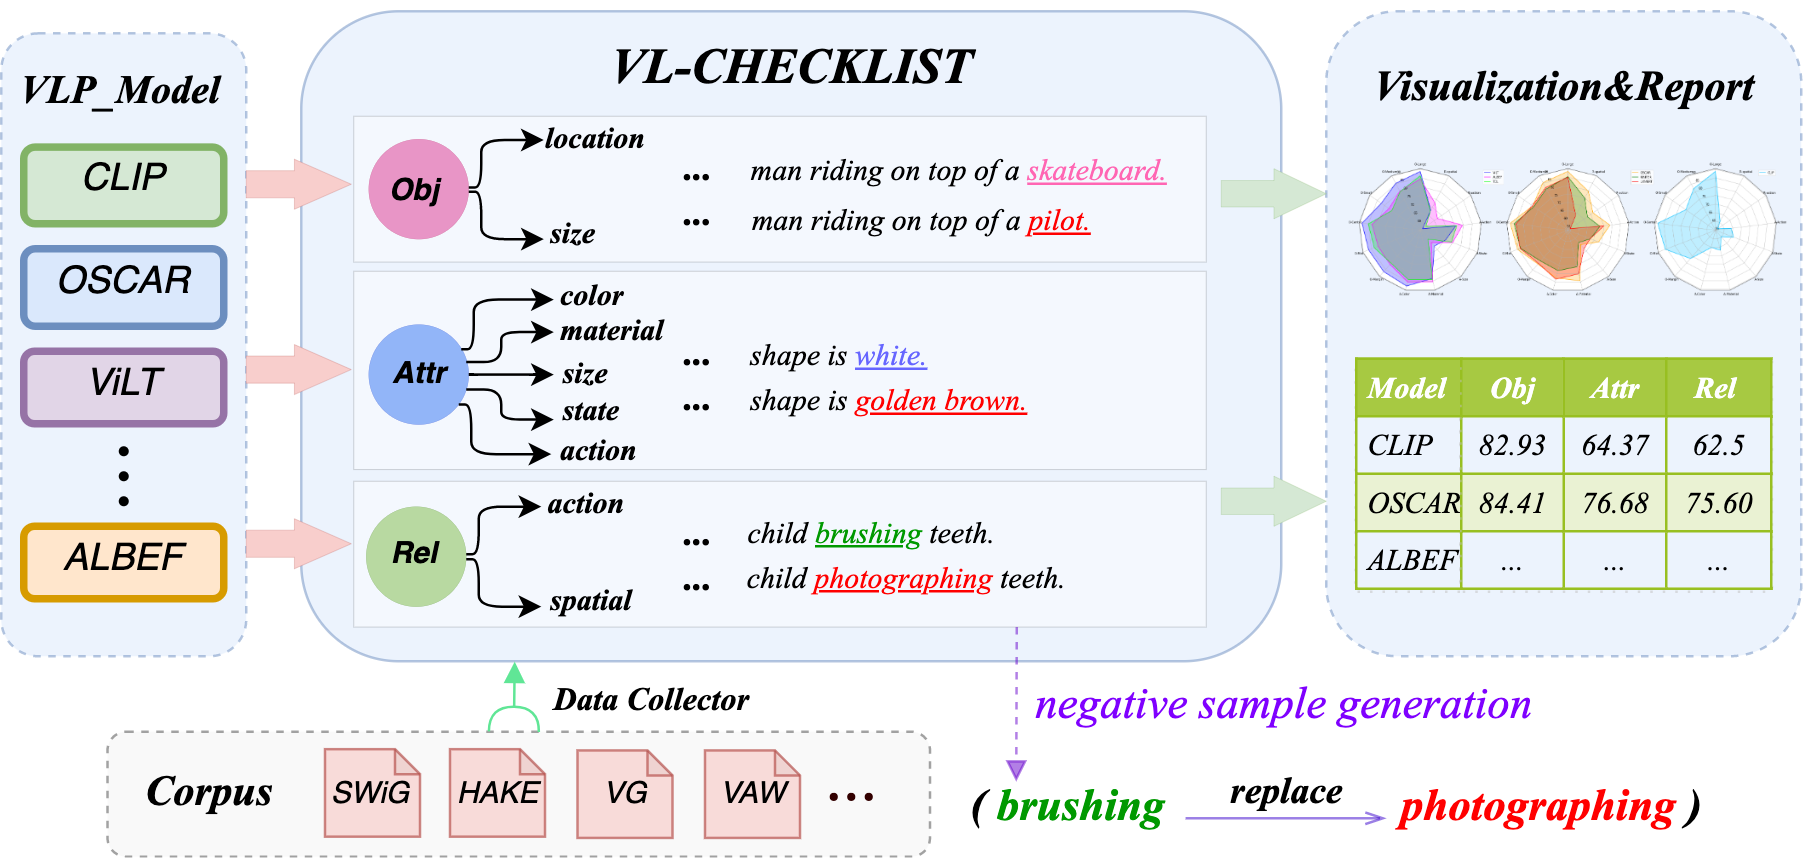 VLP_Model
CLIP
OSCAR
ViLT
ALBEF
VL-CHECKLIST
Obj
location
size
... man riding on top of a skateboard.
... man riding on top of a pilot.
Attr
color
material
size
state
action
... shape is white.
... shape is golden brown.
Rel
action
spatial
... child brushing teeth.
... child photographing teeth.
Visualization&Report
Model Obj Attr Rel
CLIP 82.93 64.37 62.5
OSCAR 84.41 76.68 75.60
ALBEF ... ... ...
Data Collector
Corpus
SWiG
HAKE
VG
VAW
...
negative sample generation
( brushing replace photographing )